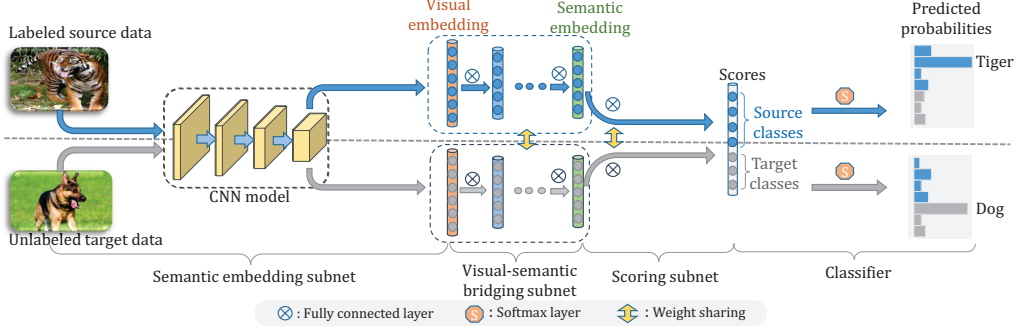 Labeled source data
Visual
embedding
Semantic
embedding
Predicted
probabilities
Tiger
Scores
Source
classes
S
Target
classes
S
Dog
CNN model
Unlabeled target data
Semantic embedding subnet
Visual-semantic
bridging subnet
Scoring subnet
Classifier
: Fully connected layer
S : Softmax layer
: Weight sharing